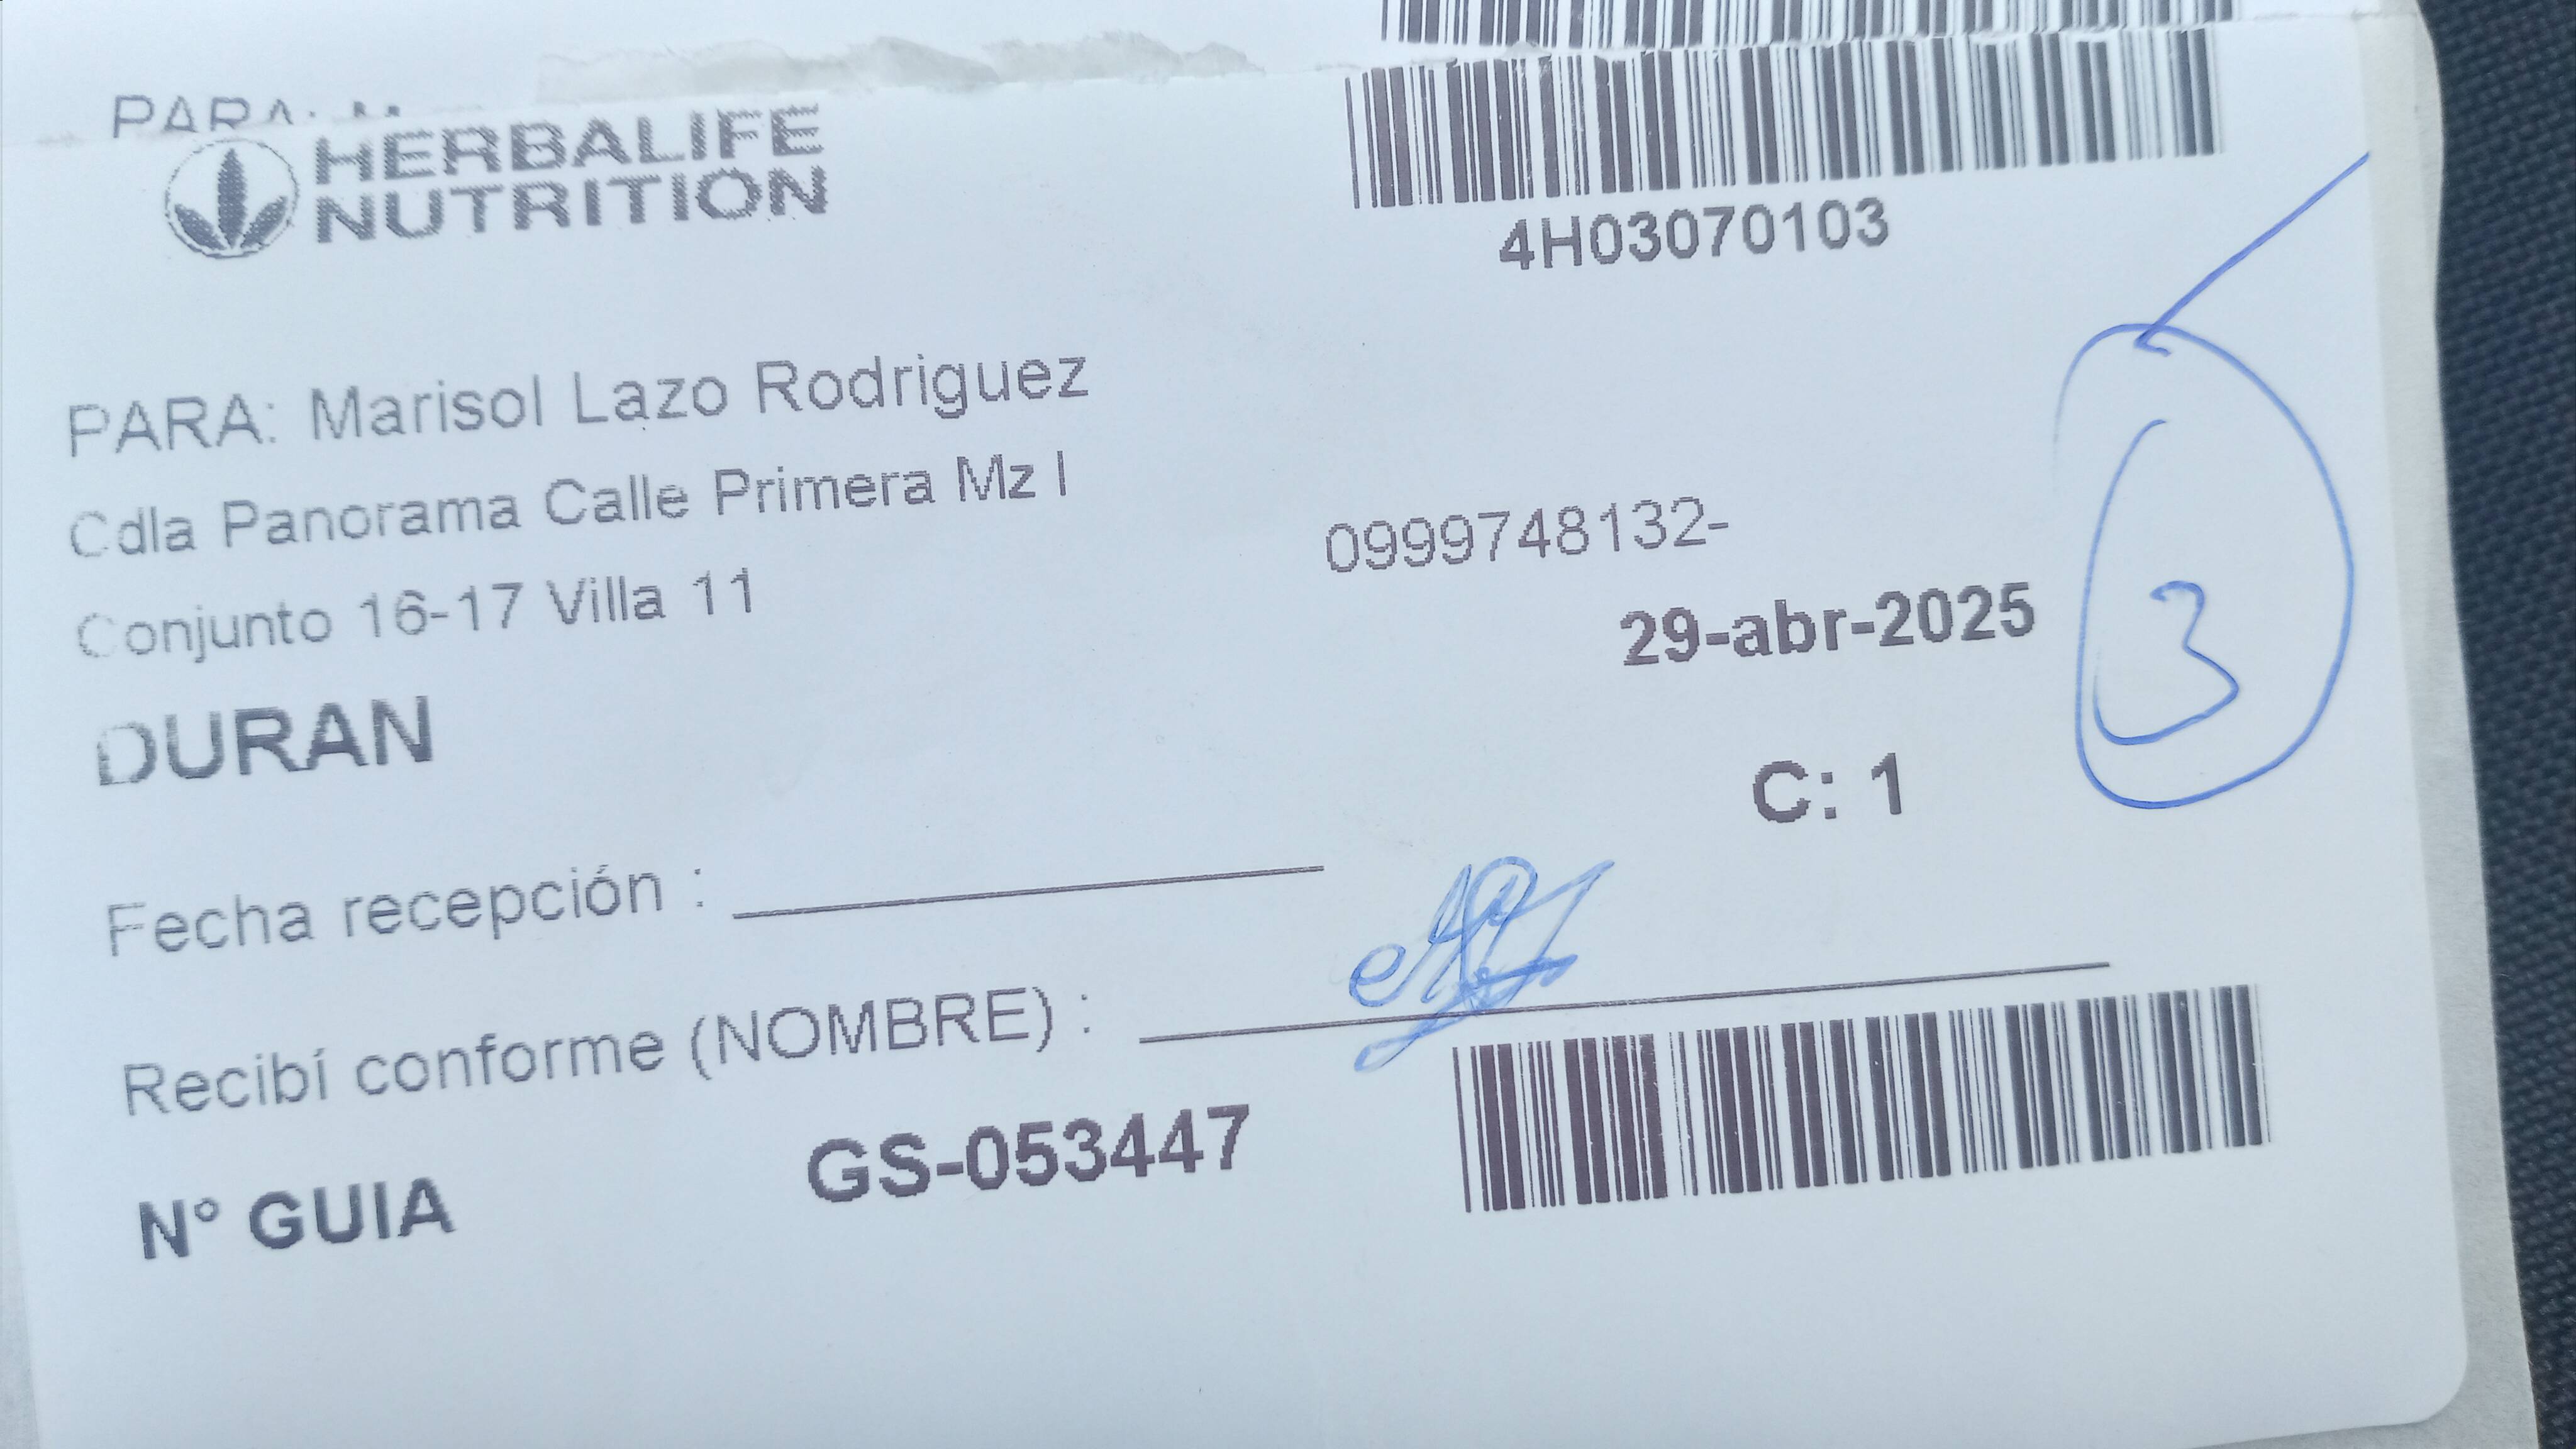 PARA:
HERBALIFE
NUTRITION
4H03070103
PARA: Marisol Lazo Rodriguez
Cdla Panorama Calle Primera Mz I
0999748132-
Conjunto 16-17 Villa 11
29-abr-2025
3
DURAN
C: 1
Fecha recepción :
Recibí conforme (NOMBRE) :
N° GUIA GS-053447